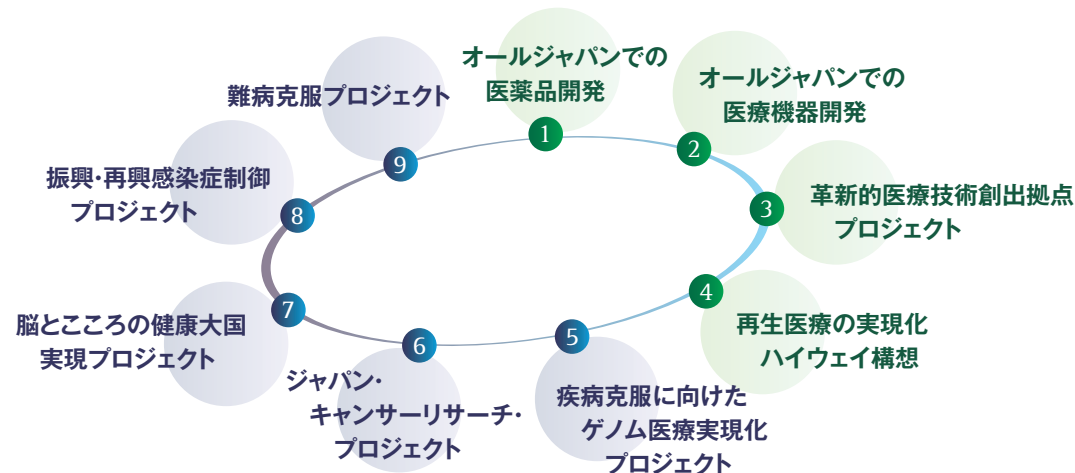 1
オールジャパンでの
医薬品開発
2
オールジャパンでの
医療機器開発
3
革新的医療技術創出拠点
プロジェクト
4
再生医療の実現化
ハイウェイ構想
5
疾病克服に向けた
ゲノム医療実現化
プロジェクト
6
ジャパン・
キャンサーリサーチ・
プロジェクト
7
脳とこころの健康大国
実現プロジェクト
8
振興・再興感染症制御
プロジェクト
9
難病克服プロジェクト